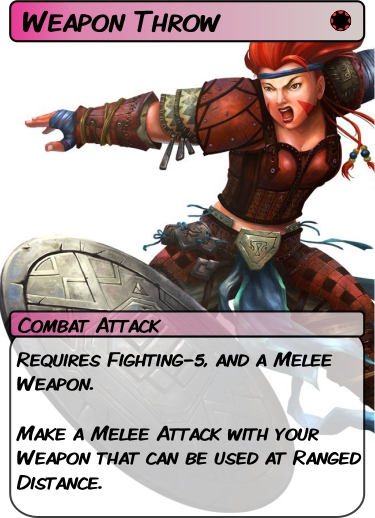 Weapon Throw
Combat Attack
Requires Fighting-5, and a Melee
Weapon.
Make a Melee Attack with your
Weapon that can be used at Ranged
Distance.